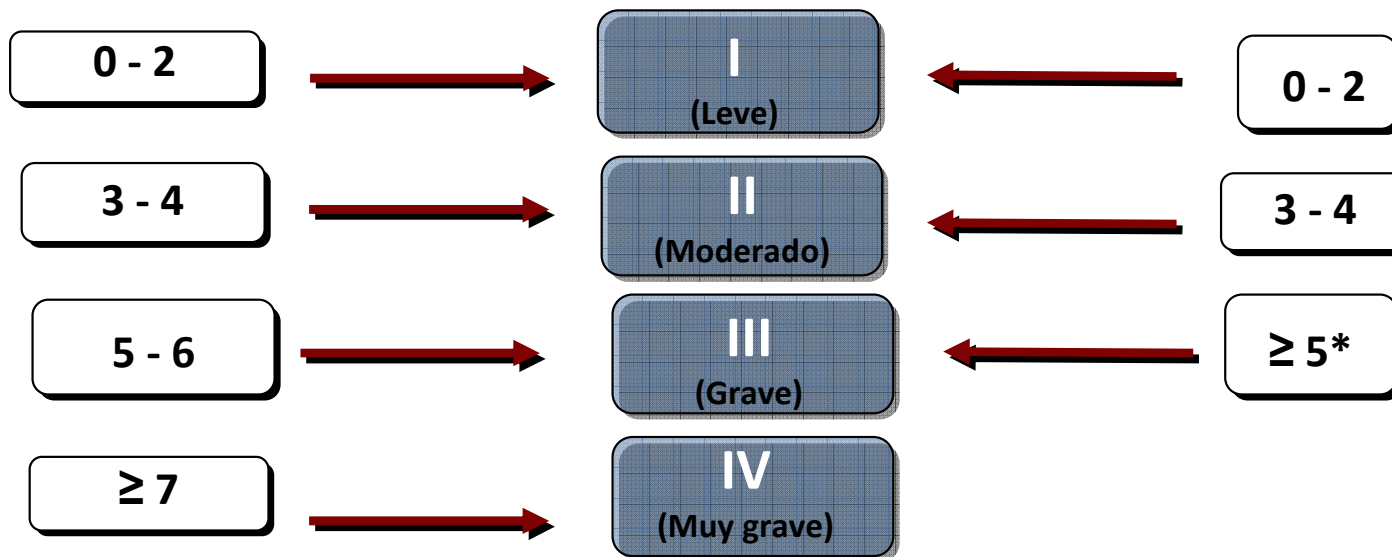 0 - 2
I
(Leve)
0 - 2
3 - 4
II
(Moderado)
3 - 4
5 - 6
III
(Grave)
≥ 5*
≥ 7
IV
(Muy grave)